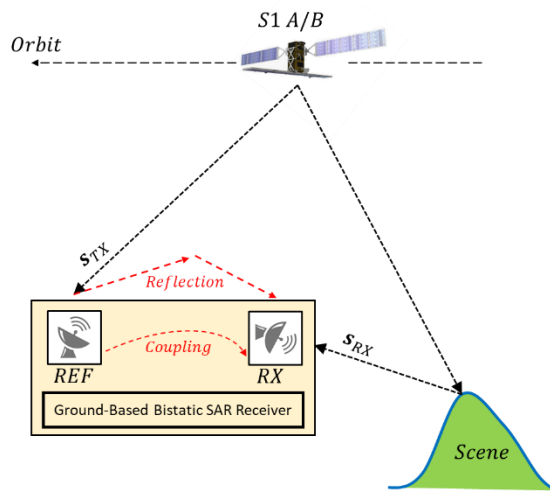 S1 A/B
Orbit
s_TX
Reflection
Coupling
s_RX
REF
RX
Ground-Based Bistatic SAR Receiver
Scene